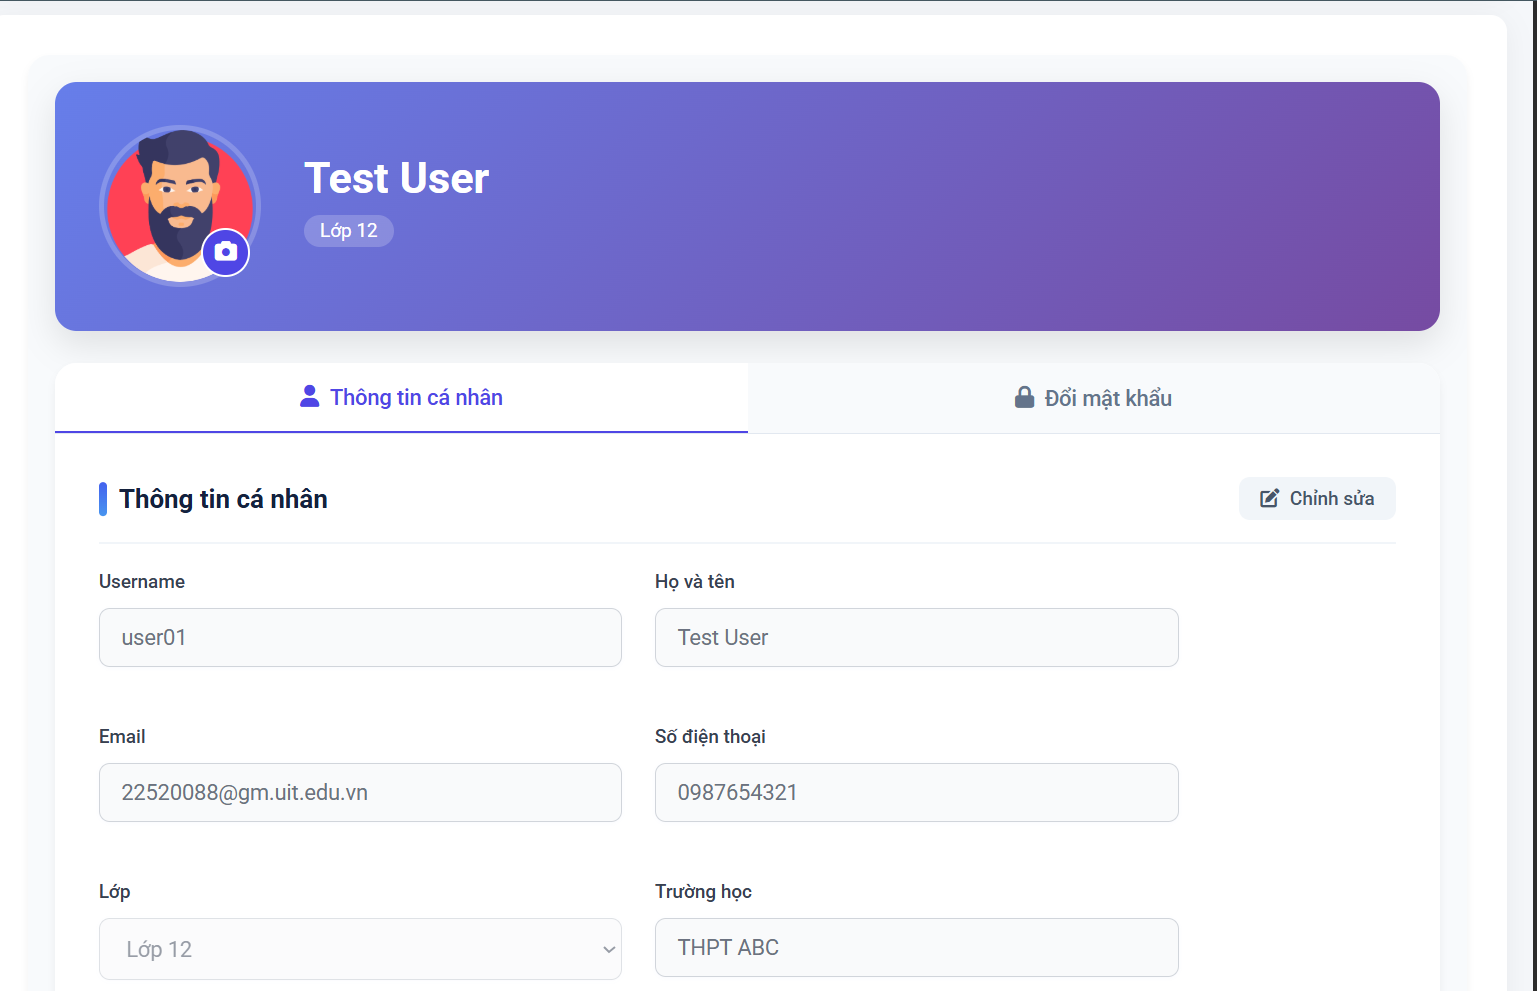 Test User
Lớp 12
Thông tin cá nhân
Đổi mật khẩu
Thông tin cá nhân
Chỉnh sửa
Username
Họ và tên
user01
Test User
Email
Số điện thoại
22520088@gm.uit.edu.vn
0987654321
Lớp
Trường học
Lớp 12
THPT ABC